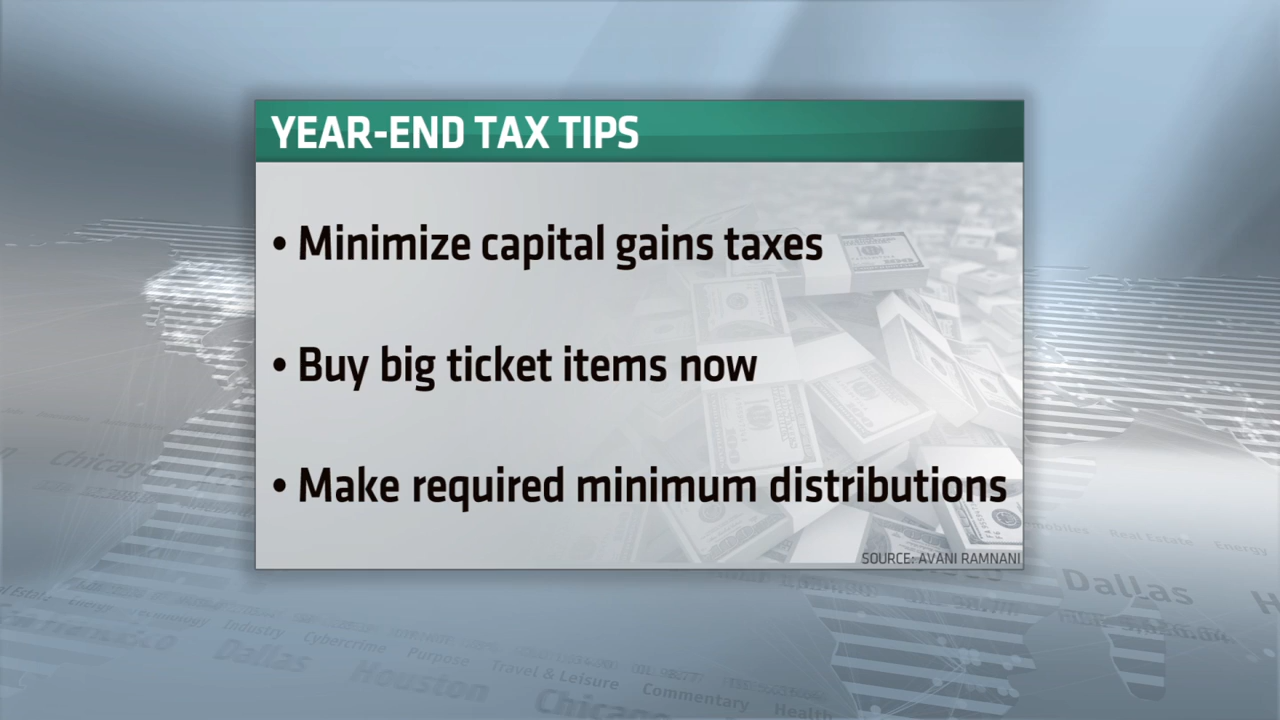 YEAR-END TAX TIPS
• Minimize capital gains taxes
• Buy big ticket items now
• Make required minimum distributions
SOURCE: AVANI RAMNANI
Chicago
Real Estate
Energy
Dallas
Industry
Cybercrime
Purpose
Travel & Leisure
Commentary
Health
Dallas
Houston
Chicago